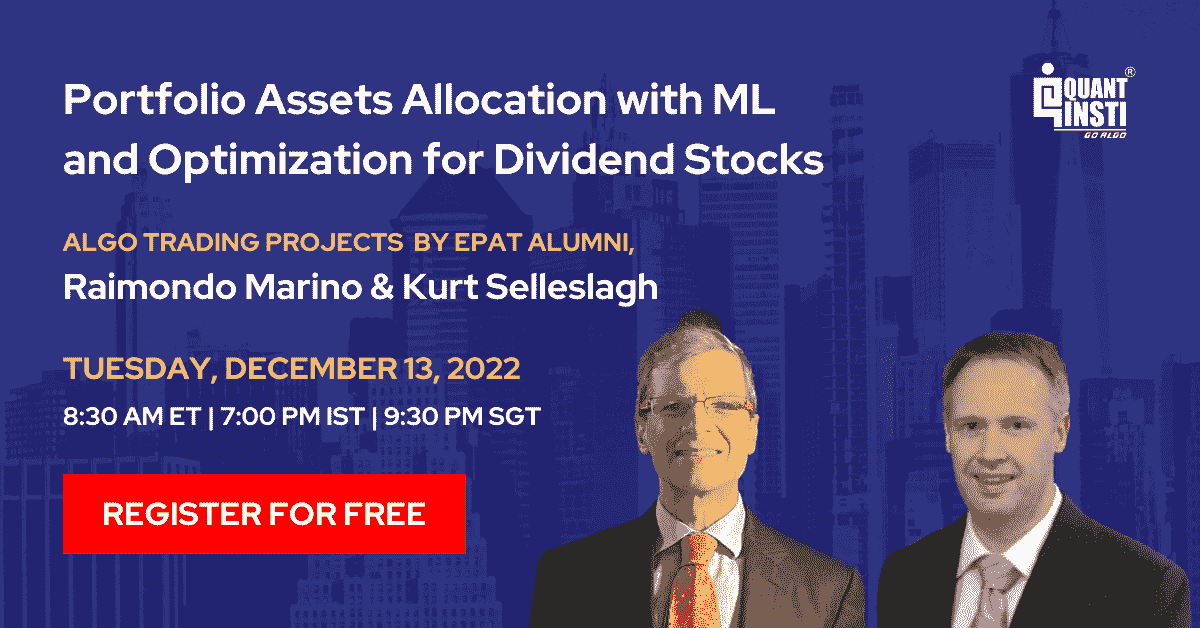 Portfolio Assets Allocation with ML
and Optimization for Dividend Stocks
QUANT®
INSTI
GO ALGO
ALGO TRADING PROJECTS BY EPAT ALUMNI,
Raimondo Marino & Kurt Selleslagh
TUESDAY, DECEMBER 13, 2022
8:30 AM ET | 7:00 PM IST | 9:30 PM SGT
REGISTER FOR FREE